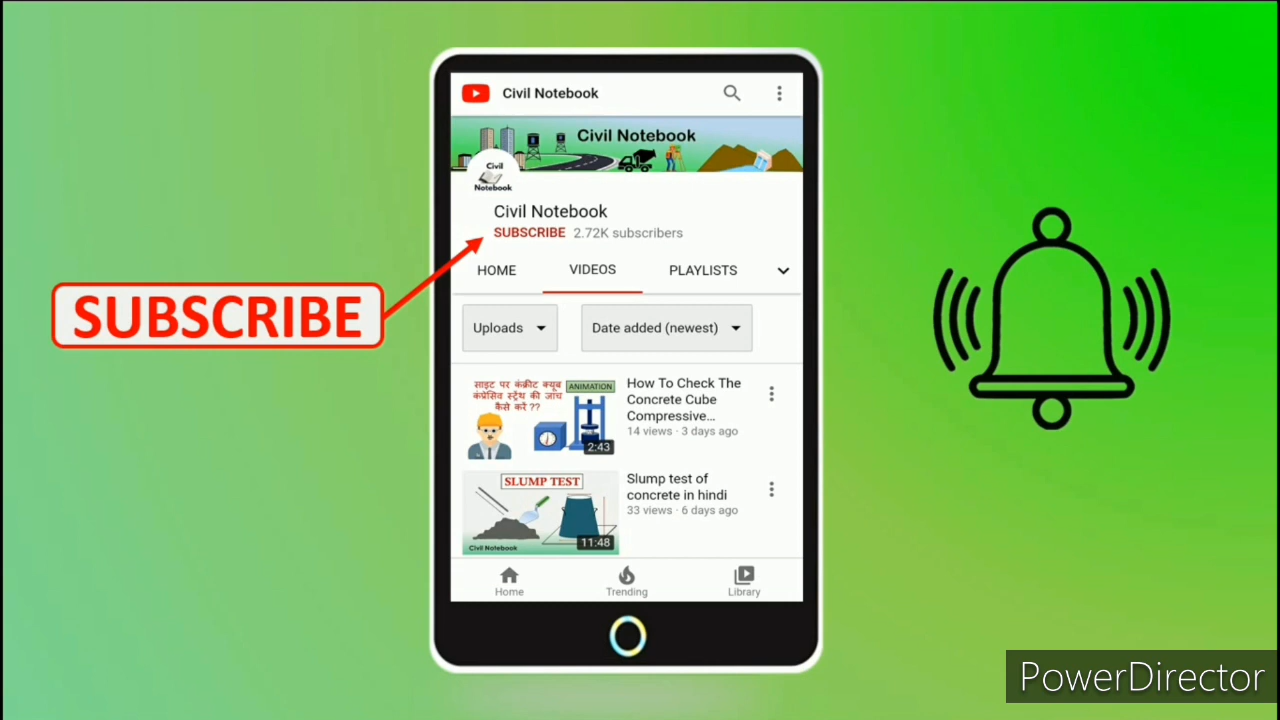 Civil Notebook
Civil Notebook
Civil
Notebook
Civil Notebook
SUBSCRIBE 2.72K subscribers
SUBSCRIBE
HOME VIDEOS PLAYLISTS
Uploads Date added (newest)
साइट पर कंक्रीट क्यूब
कंप्रेसिव स्ट्रेंथ की जांच
कैसे करे ??
ANIMATION
2:43
How To Check The
Concrete Cube
Compressive...
14 views · 3 days ago
SLUMP TEST
Civil Notebook
11:48
Slump test of
concrete in hindi
33 views · 6 days ago
Home Trending Library
PowerDirector